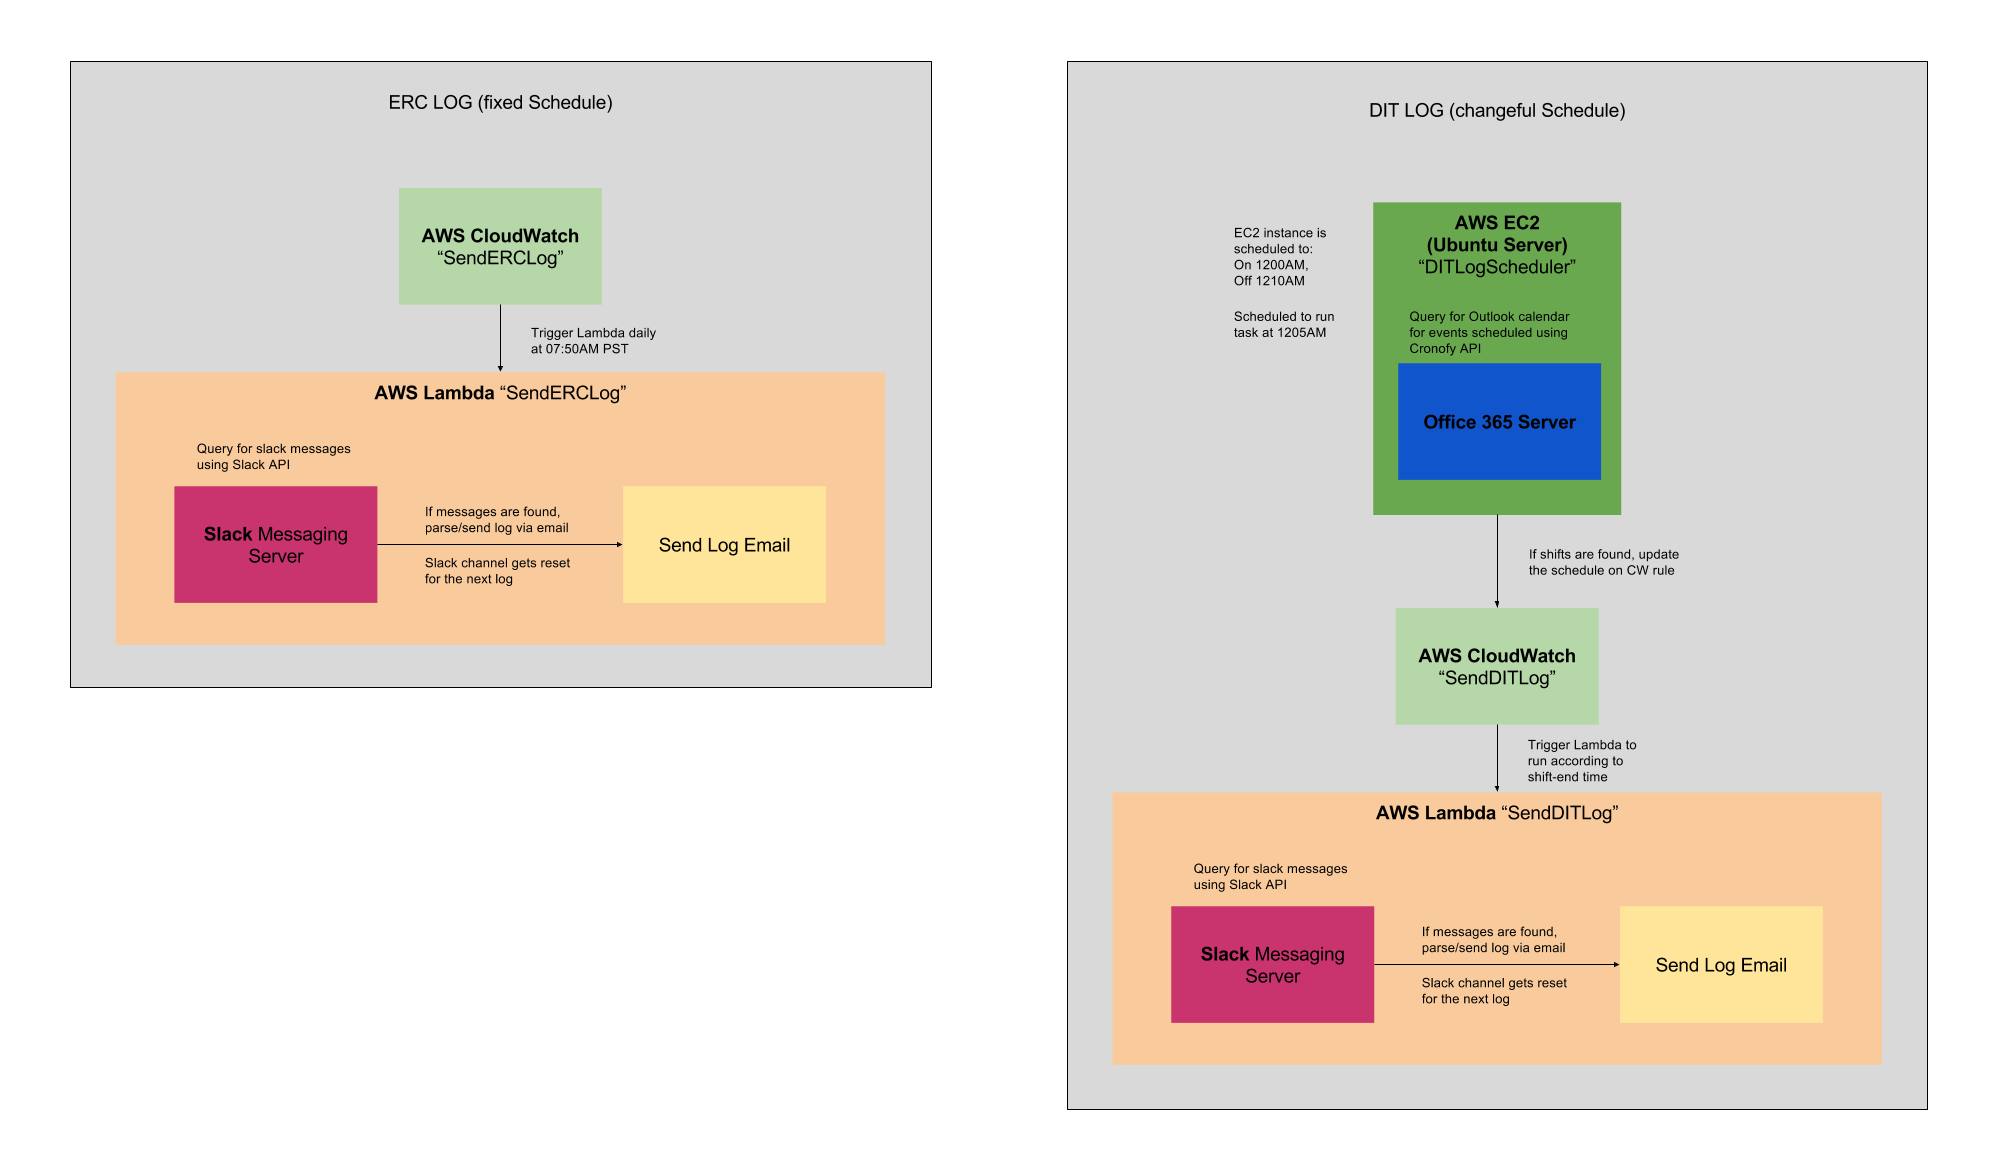 ERC LOG (fixed Schedule)
AWS CloudWatch
“SendERCLog”
Trigger Lambda daily
at 07:50AM PST
AWS Lambda “SendERCLog”
Query for slack messages
using Slack API
Slack Messaging
Server
If messages are found,
parse/send log via email
Slack channel gets reset
for the next log
Send Log Email
DIT LOG (changeful Schedule)
EC2 instance is
scheduled to:
On 1200AM,
Off 1210AM
Scheduled to run
task at 1205AM
AWS EC2
(Ubuntu Server)
“DITLogScheduler”
Query for Outlook calendar
for events scheduled using
Cronofy API
Office 365 Server
If shifts are found, update
the schedule on CW rule
AWS CloudWatch
“SendDITLog”
Trigger Lambda to
run according to
shift-end time
AWS Lambda “SendDITLog”
Query for slack messages
using Slack API
Slack Messaging
Server
If messages are found,
parse/send log via email
Slack channel gets reset
for the next log
Send Log Email